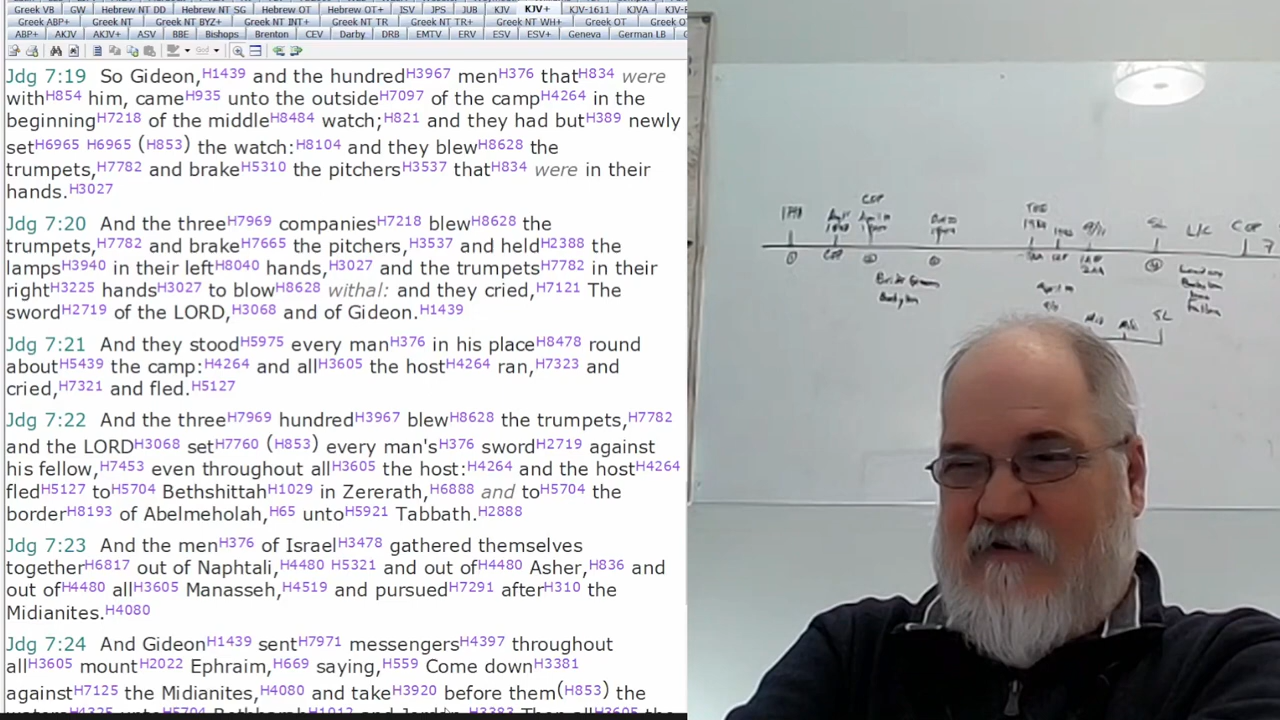 Greek VB GW Hebrew NT DD Hebrew NT SG Hebrew OT Hebrew OT+ ISV JPS JUB KJV KJV+ KJV-1611 KJVA KJV-
Greek ABP+ Greek NT Greek NT BYZ+ Greek NT INT+ Greek NT TR Greek NT TR+ Greek NT WH+ Greek OT Greek O
ABP+ AKJV AKJV+ ASV BBE Bishops Brenton CEV Darby DRB EMTV ERV ESV ESV+ Geneva German LB G
Jdg 7:19 So Gideon,H1439 and the hundredH3967 menH376 thatH834 were
withH854 him, cameH935 unto the outsideH7097 of the campH4264 in the
beginningH7218 of the middleH8484 watch;H821 and they had butH389 newly
setH6965 H6965 (H853) the watch:H8104 and they blewH8628 the
trumpets,H7782 and brakeH5310 the pitchersH3537 thatH834 were in their
hands.H3027
Jdg 7:20 And the threeH7969 companiesH7218 blewH8628 the
trumpets,H7782 and brakeH7665 the pitchers,H3537 and heldH2388 the
lampsH3940 in their leftH8040 hands,H3027 and the trumpetsH7782 in their
rightH3225 handsH3027 to blowH8628 withal: and they cried,H7121 The
swordH2719 of the LORD,H3068 and of Gideon.H1439
Jdg 7:21 And they stoodH5975 every manH376 in his placeH8478 round
aboutH5439 the camp:H4264 and allH3605 the hostH4264 ran,H7323 and
cried,H7321 and fled.H5127
Jdg 7:22 And the threeH7969 hundredH3967 blewH8628 the trumpets,H7782
and the LORDH3068 setH7760 (H853) every man'sH376 swordH2719 against
his fellow,H7453 even throughout allH3605 the host:H4264 and the hostH4264
fledH5127 toH5704 BethshittahH1029 in Zererath,H6888 and toH5704 the
borderH8193 of Abelmeholah,H65 untoH5921 Tabbath.H2888
Jdg 7:23 And the menH376 of IsraelH3478 gathered themselves
togetherH6817 out of Naphtali,H4480 H5321 and out ofH4480 Asher,H836 and
out ofH4480 allH3605 Manasseh,H4519 and pursuedH7291 afterH310 the
Midianites.H4080
Jdg 7:24 And GideonH1439 sentH7971 messengersH4397 throughout
allH3605 mountH2022 Ephraim,H669 saying,H559 Come downH3381
againstH7125 the Midianites,H4080 and takeH3920 before them(H853) the
1798
COP
SL
L/C
COP
7
SL